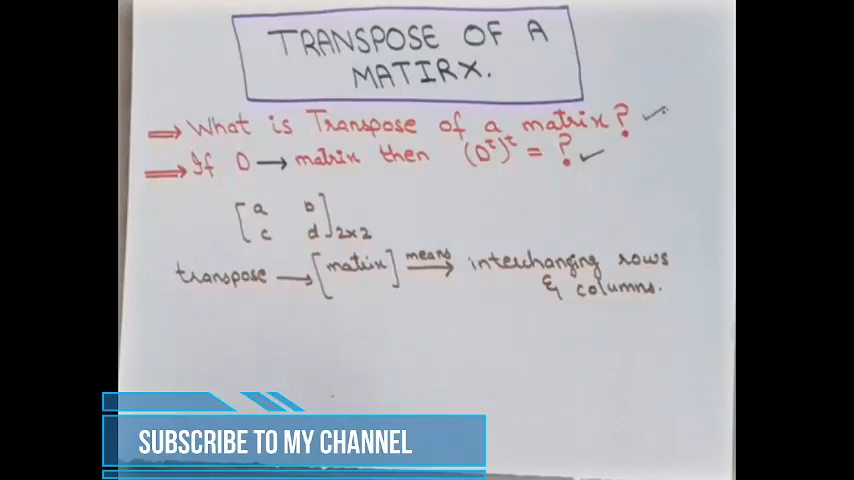 TRANSPOSE OF A
MATIRX.
⇒ What is Transpose of a matrix? ✓
⇒ If D → matrix then (Dᵗ)ᵗ = ? ✓
[a b
c d]2x2
transpose → [matrix] means ⇒ interchanging rows
& columns.
SUBSCRIBE TO MY CHANNEL